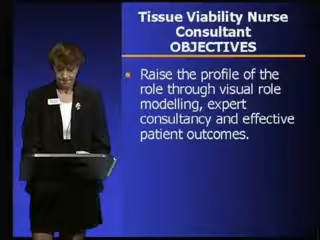 Tissue Viability Nurse
Consultant
OBJECTIVES
• Raise the profile of the
role through visual role
modelling, expert
consultancy and effective
patient outcomes.